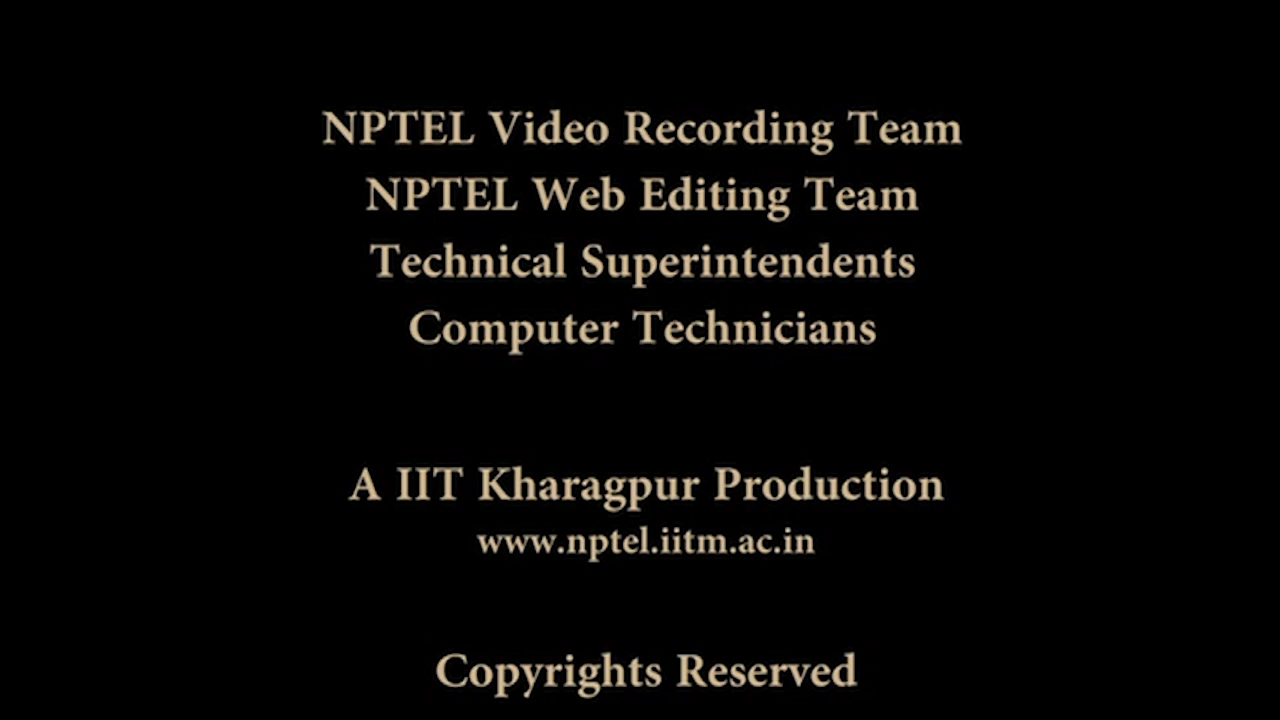 NPTEL Video Recording Team
NPTEL Web Editing Team
Technical Superintendents
Computer Technicians
A IIT Kharagpur Production
www.nptel.iitm.ac.in
Copyrights Reserved